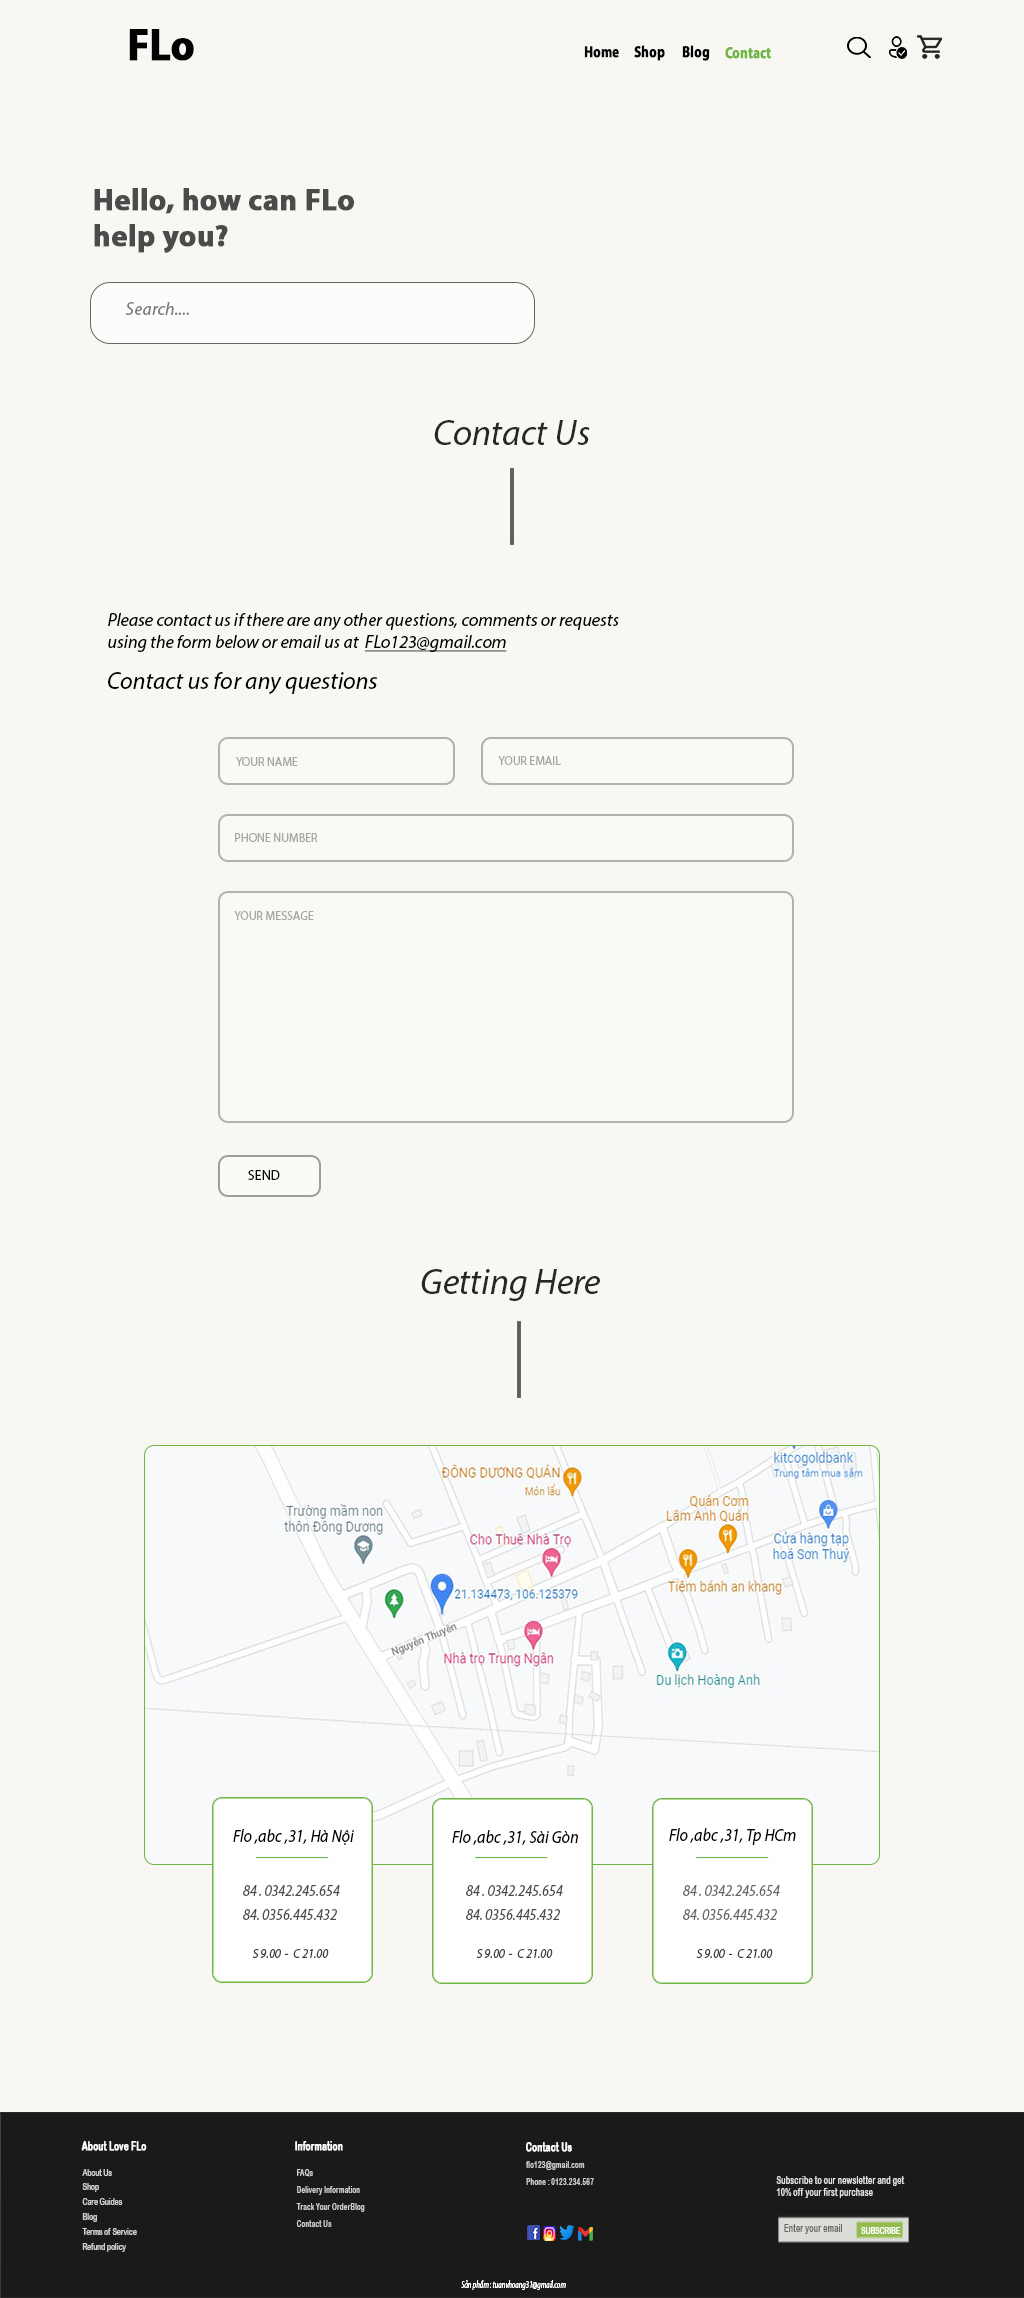 FLo
Home Shop Blog Contact
Hello, how can FLo
help you?
Search....
Contact Us
Please contact us if there are any other questions, comments or requests
using the form below or email us at FLo123@gmail.com
Contact us for any questions
YOUR NAME
YOUR EMAIL
PHONE NUMBER
YOUR MESSAGE
SEND
Getting Here
kitcogoldbank
Trung tâm mua sắm
ĐÔNG DƯƠNG QUÁN
Món lẩu
Trường mầm non
thôn Đông Dương
Quán Cơm
Lâm Anh Quán
Cho Thuê Nhà Trọ
Cửa hàng tạp
hoá Sơn Thuý
Tiệm bánh an khang
21.134473, 106.125379
Nguyễn Thuyên
Nhà trọ Trung Ngân
Du lịch Hoàng Anh
Flo ,abc ,31, Hà Nội
84 . 0342.245.654
84. 0356.445.432
S 9.00 - C 21.00
Flo ,abc ,31, Sài Gòn
84 . 0342.245.654
84. 0356.445.432
S 9.00 - C 21.00
Flo ,abc ,31, Tp HCm
84 . 0342.245.654
84. 0356.445.432
S 9.00 - C 21.00
About Love FLo
About Us
Shop
Care Guides
Blog
Terms of Service
Refund policy
Information
FAQs
Delivery Information
Track Your OrderBlog
Contact Us
Contact Us
flo123@gmail.com
Phone : 0123.234.567
Subscribe to our newsletter and get
10% off your first purchase
Enter your email
SUBSCRIBE
Sản phẩm : tuanvhoang31@gmail.com